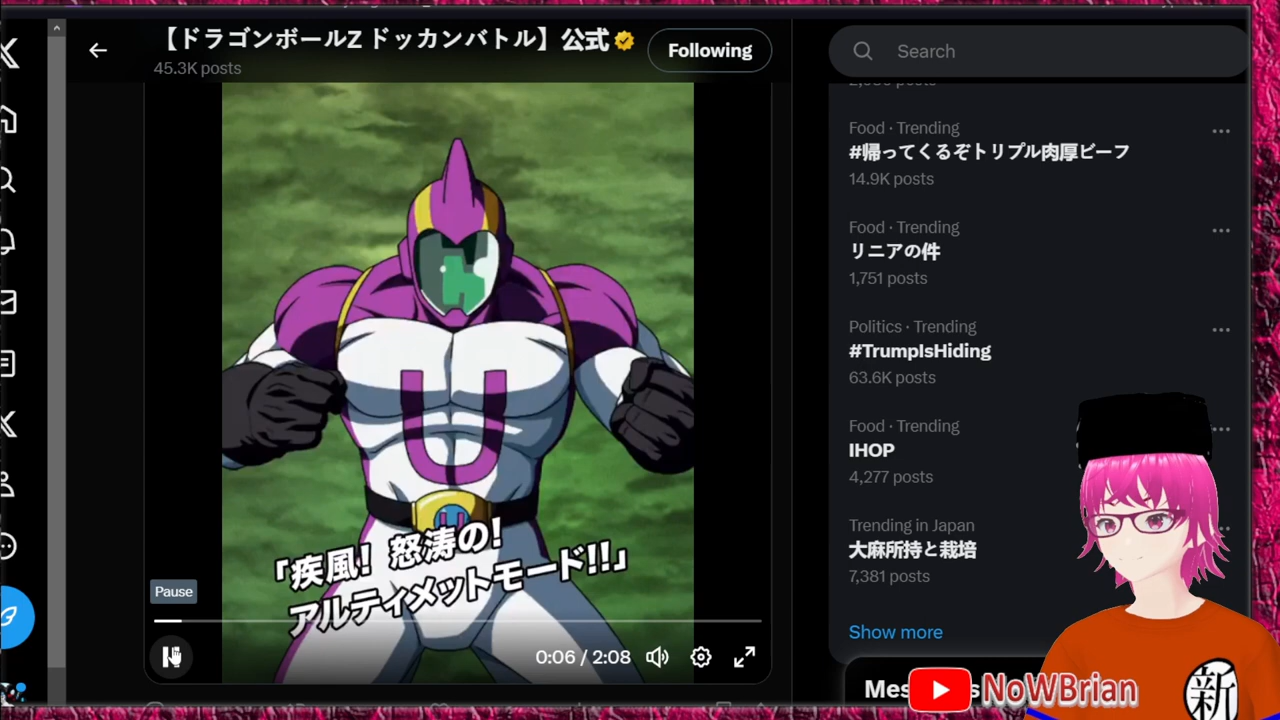 【ドラゴンボールZ ドッカンバトル】公式
45.3K posts
Following
Search
Food · Trending
#帰ってくるぞトリプル肉厚ビーフ
14.9K posts
Food · Trending
リニアの件
1,751 posts
Politics · Trending
#TrumpIsHiding
63.6K posts
Food · Trending
IHOP
4,277 posts
Trending in Japan
大麻所持と栽培
7,381 posts
Show more
U
U
「疾風! 怒涛の!
アルティメットモード!!」
Pause
0:06 / 2:08
NoWBrian
新